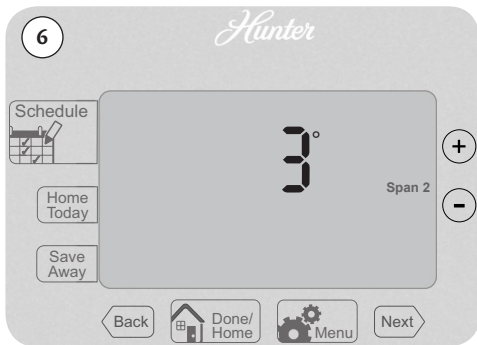 6
Hunter
Schedule
3°
+
Span 2
Home
Today
-
Save
Away
Back
Done/
Home
Menu
Next